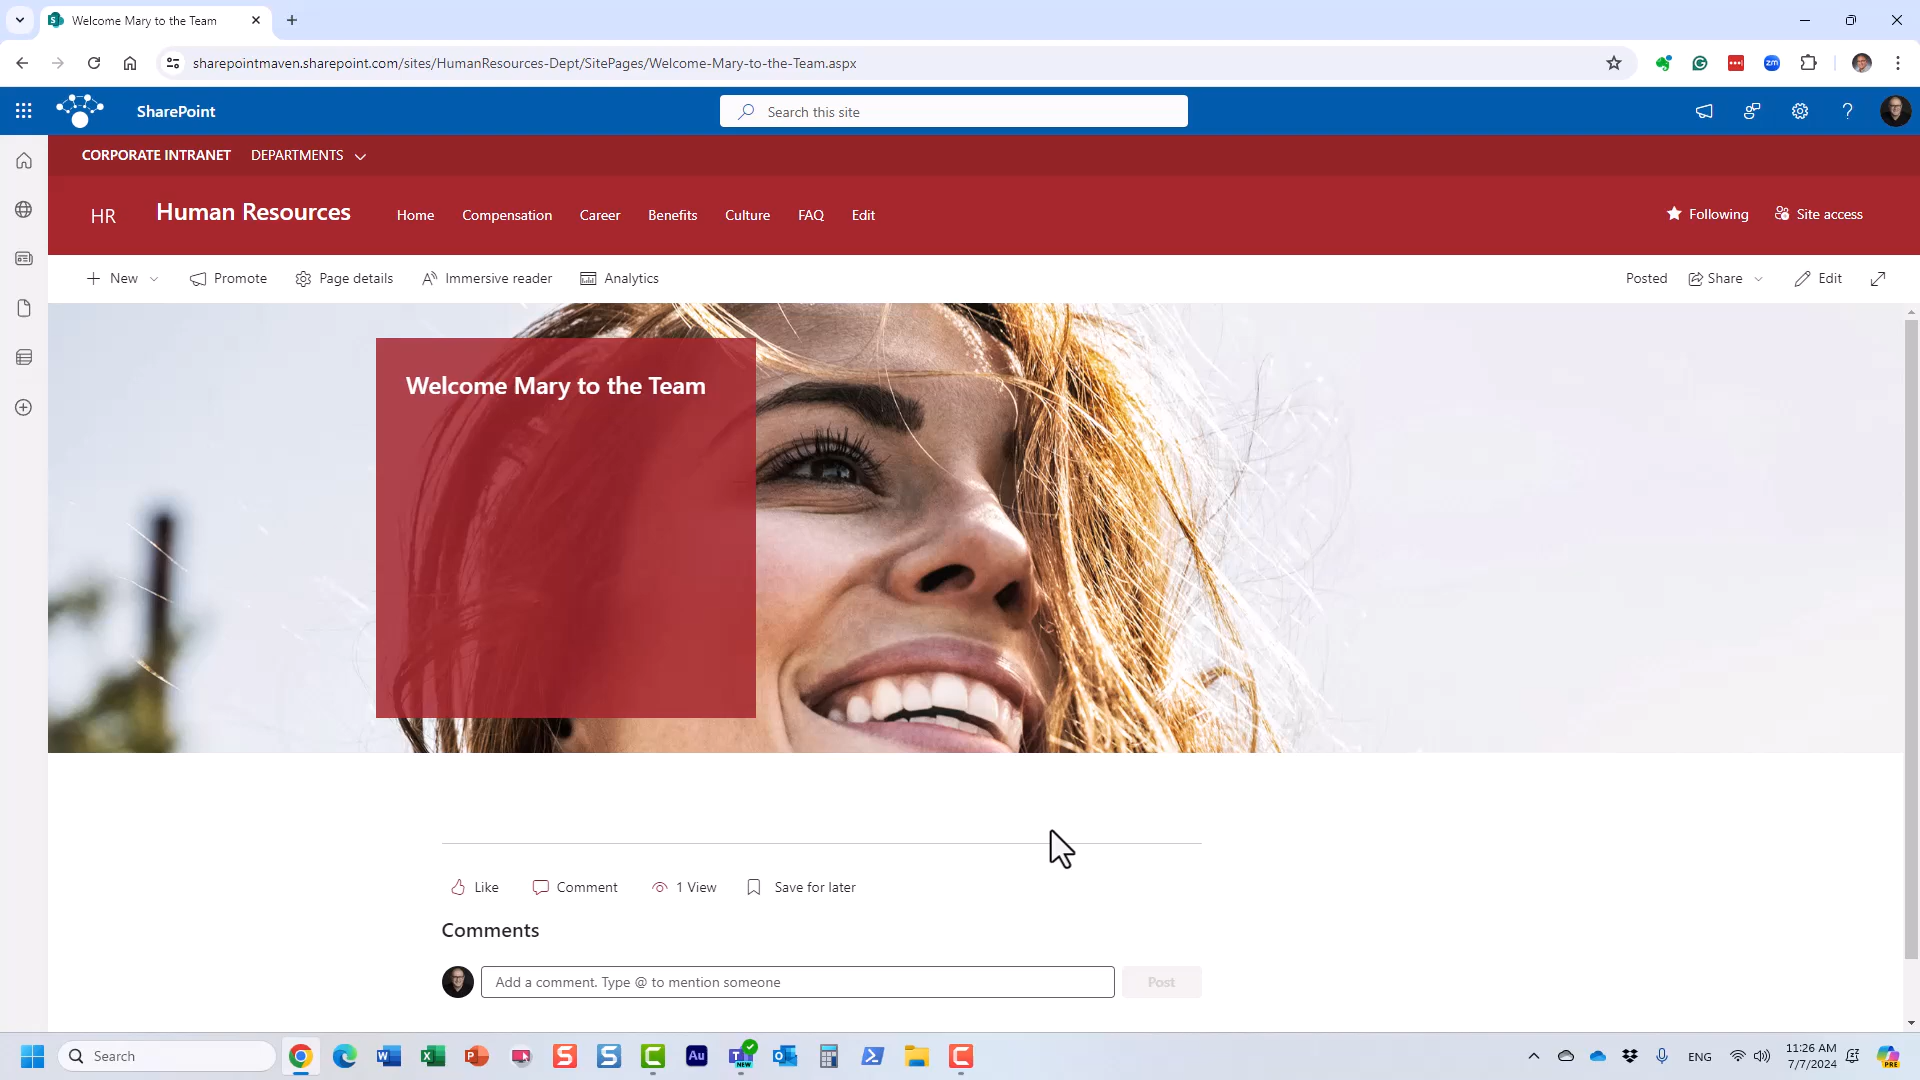 Welcome Mary to the Team
sharepointmaven.sharepoint.com/sites/HumanResources-Dept/SitePages/Welcome-Mary-to-the-Team.aspx
SharePoint
Search this site
CORPORATE INTRANET DEPARTMENTS
HR Human Resources Home Compensation Career Benefits Culture FAQ Edit Following Site access
New Promote Page details Immersive reader Analytics Posted Share Edit
Welcome Mary to the Team
Like Comment 1 View Save for later
Comments
Add a comment. Type @ to mention someone Post
Search ENG 11:26 AM
7/7/2024